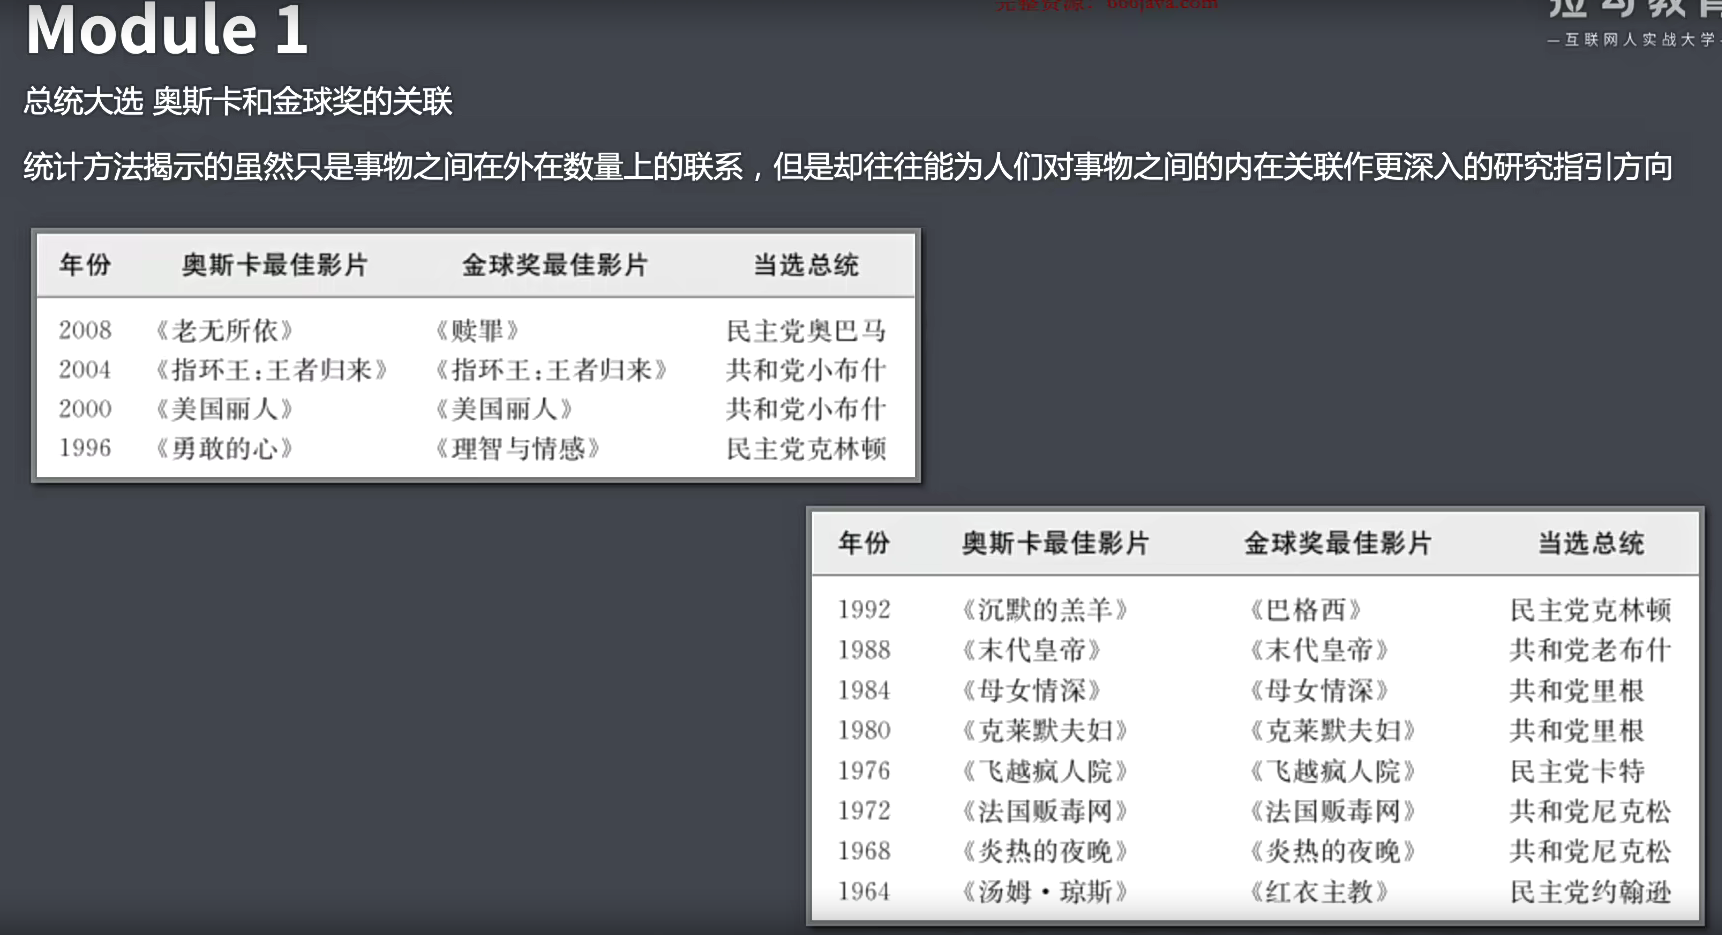 完整资源：666java.com
拉勾教育
—互联网人实战大学
Module 1
总统大选 奥斯卡和金球奖的关联
统计方法揭示的虽然只是事物之间在外在数量上的联系，但是却往往能为人们对事物之间的内在关联作更深入的研究指引方向
年份 奥斯卡最佳影片 金球奖最佳影片 当选总统
2008 《老无所依》 《赎罪》 民主党奥巴马
2004 《指环王:王者归来》 《指环王:王者归来》 共和党小布什
2000 《美国丽人》 《美国丽人》 共和党小布什
1996 《勇敢的心》 《理智与情感》 民主党克林顿
年份 奥斯卡最佳影片 金球奖最佳影片 当选总统
1992 《沉默的羔羊》 《巴格西》 民主党克林顿
1988 《末代皇帝》 《末代皇帝》 共和党老布什
1984 《母女情深》 《母女情深》 共和党里根
1980 《克莱默夫妇》 《克莱默夫妇》 共和党里根
1976 《飞越疯人院》 《飞越疯人院》 民主党卡特
1972 《法国贩毒网》 《法国贩毒网》 共和党尼克松
1968 《炎热的夜晚》 《炎热的夜晚》 共和党尼克松
1964 《汤姆·琼斯》 《红衣主教》 民主党约翰逊